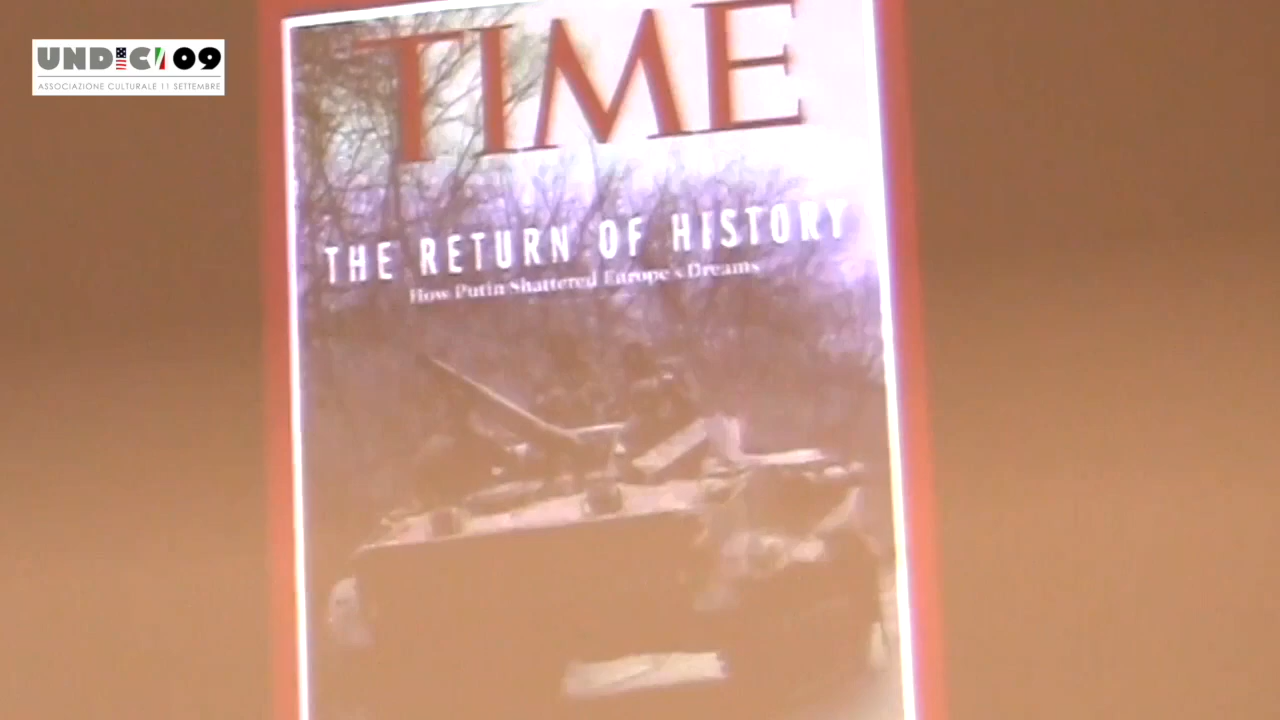 UNDICI09
ASSOCIAZIONE CULTURALE 11 SETTEMBRE
TIME
THE RETURN OF HISTORY
How Putin Shattered Europe's Dreams